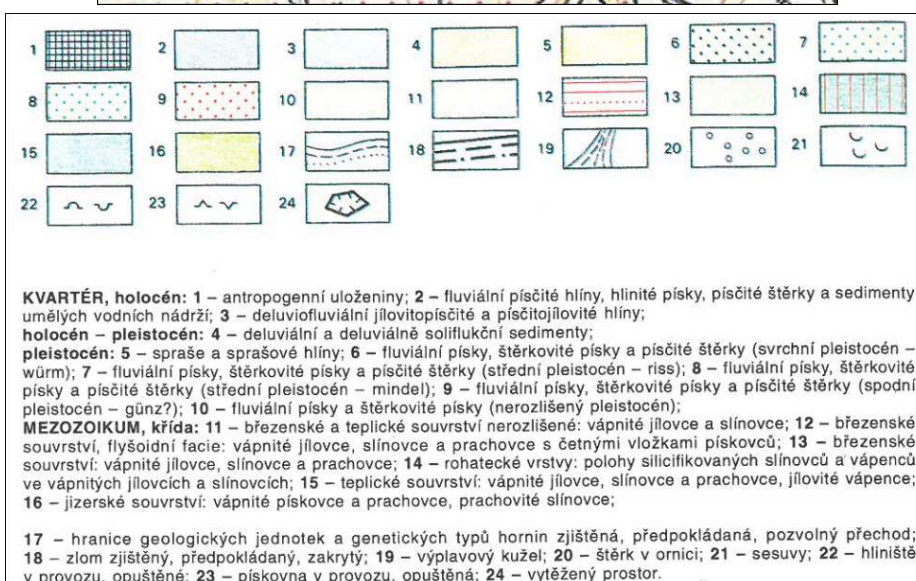 1 2 3 4 5 6 7
8 9 10 11 12 13 14
15 16 17 18 19 20 21
22 23 24
KVARTÉR, holocén: 1 – antropogenní uloženiny; 2 – fluviální písčité hlíny, hlinité písky, písčité štěrky a sedimenty
umělých vodních nádrží; 3 – deluviofluviální jílovitopísčité a písčitojílovité hlíny;
holocén – pleistocén: 4 – deluviální a deluviálně soliflukční sedimenty;
pleistocén: 5 – spraše a sprašové hlíny; 6 – fluviální písky, štěrkovité písky a písčité štěrky (svrchní pleistocén –
würm); 7 – fluviální písky, štěrkovité písky a písčité štěrky (střední pleistocén – riss); 8 – fluviální písky, štěrkovité
písky a písčité štěrky (střední pleistocén – mindel); 9 – fluviální písky, štěrkovité písky a písčité štěrky (spodní
pleistocén – günz?); 10 – fluviální písky a štěrkovité písky (nerozlišený pleistocén);
MEZOZOIKUM, křída: 11 – březenské a teplické souvrství nerozlišené: vápnité jílovce a slínovce; 12 – březenské
souvrství, flyšoidní facie: vápnité jílovce, slínovce a prachovce s četnými vložkami pískovců; 13 – březenské
souvrství: vápnité jílovce, slínovce a prachovce; 14 – rohatecké vrstvy: polohy silicifikovaných slínovců a vápenců
ve vápnitých jílovcích a slínovcích; 15 – teplické souvrství: vápnité jílovce, slínovce a prachovce, jílovité vápence;
16 – jizerské souvrství: vápnité pískovce a prachovce, prachovité slínovce;
17 – hranice geologických jednotek a genetických typů hornin zjištěná, předpokládaná, pozvolný přechod;
18 – zlom zjištěný, předpokládaný, zakrytý; 19 – výplavový kužel; 20 – štěrk v ornici; 21 – sesuvy; 22 – hliniště
v provozu, opuštěné; 23 – pískovna v provozu, opuštěná; 24 – vytěžený prostor.